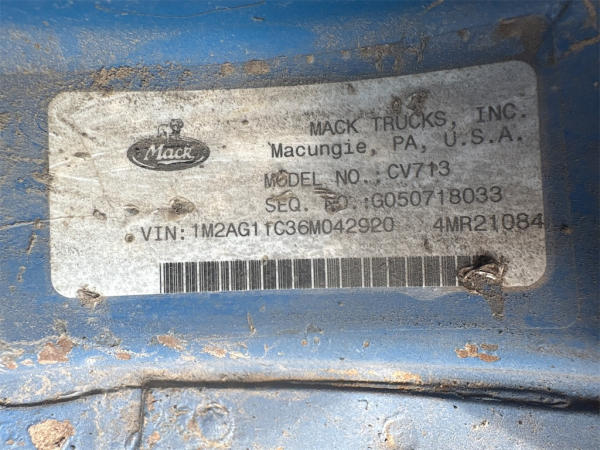 Mack
MACK TRUCKS, INC.
Macungie, PA, U.S.A.
MODEL NO.: CV713
SEQ. NO.: G050718033
VIN: 1M2AG11C36M042920 4MR21084